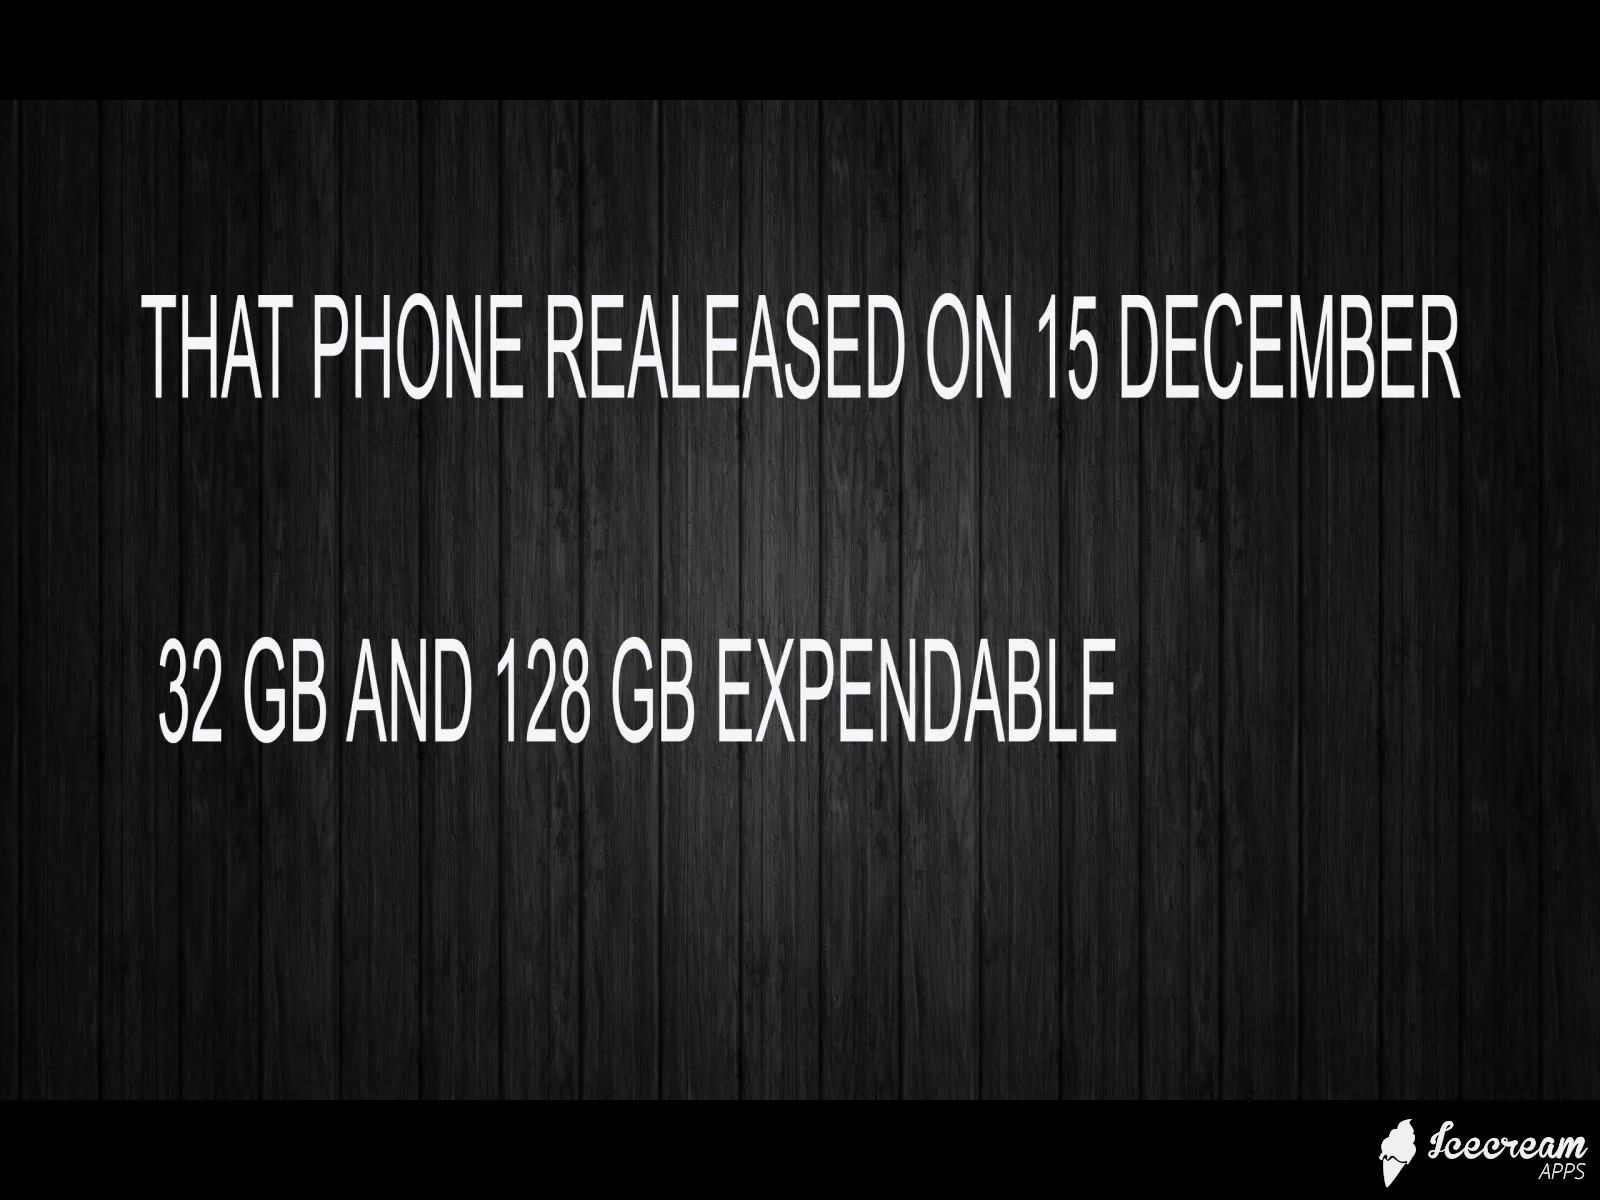 THAT PHONE REALEASED ON 15 DECEMBER
32 GB AND 128 GB EXPENDABLE
Icecream
APPS